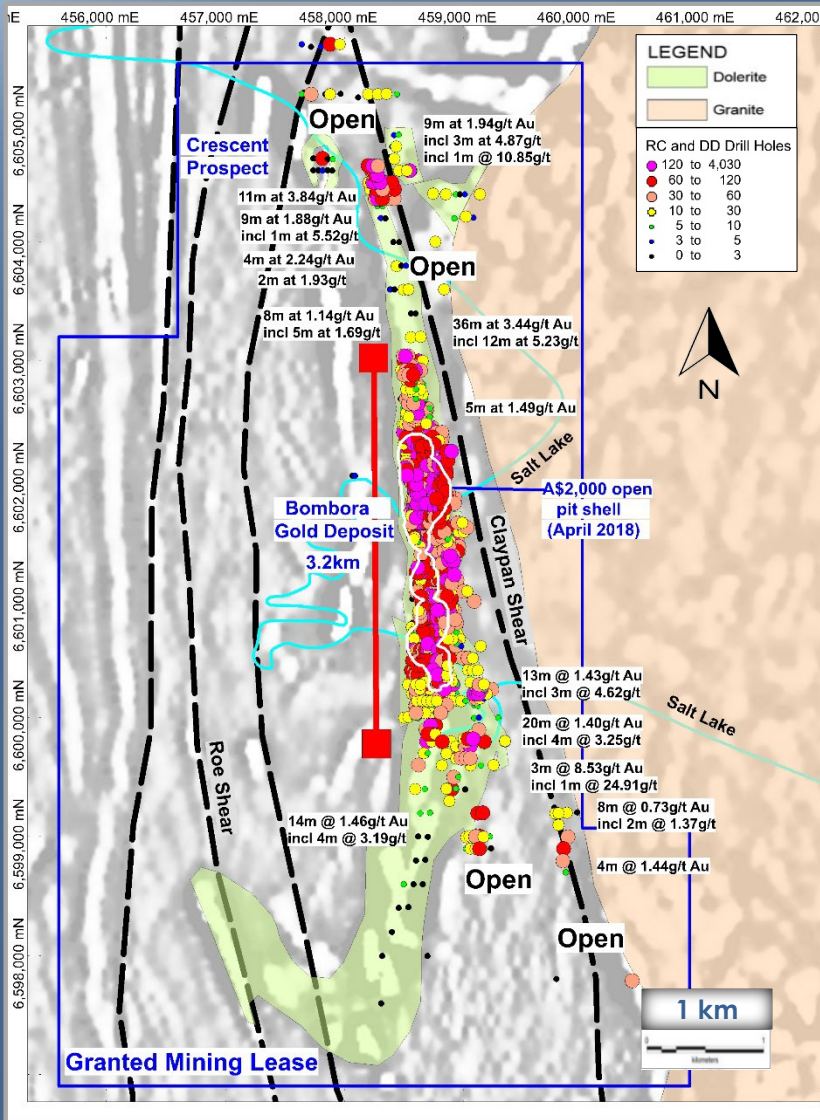 456,000 mE
457,000 mE
458,000 mE
459,000 mE
460,000 mE
461,000 mE
462,0
6,605,000 mN
6,604,000 mN
6,603,000 mN
6,602,000 mN
6,601,000 mN
6,600,000 mN
6,599,000 mN
6,598,000 mN
LEGEND
Dolerite
Granite
RC and DD Drill Holes
120 to 4,030
60 to 120
30 to 60
10 to 30
5 to 10
3 to 5
0 to 3
N
Open
Crescent
Prospect
9m at 1.94g/t Au
incl 3m at 4.87g/t
incl 1m @ 10.85g/t
11m at 3.84g/t Au
9m at 1.88g/t Au
incl 1m at 5.52g/t
4m at 2.24g/t Au
2m at 1.93g/t
Open
8m at 1.14g/t Au
incl 5m at 1.69g/t
36m at 3.44g/t Au
incl 12m at 5.23g/t
5m at 1.49g/t Au
Salt Lake
A$2,000 open
pit shell
(April 2018)
Bombora
Gold Deposit
3.2km
Claypan Shear
13m @ 1.43g/t Au
incl 3m @ 4.62g/t
Salt Lake
20m @ 1.40g/t Au
incl 4m @ 3.25g/t
3m @ 8.53g/t Au
incl 1m @ 24.91g/t
Roe Shear
14m @ 1.46g/t Au
incl 4m @ 3.19g/t
8m @ 0.73g/t Au
incl 2m @ 1.37g/t
4m @ 1.44g/t
Open
Open
1 km
0
1
kilometers
Granted Mining Lease